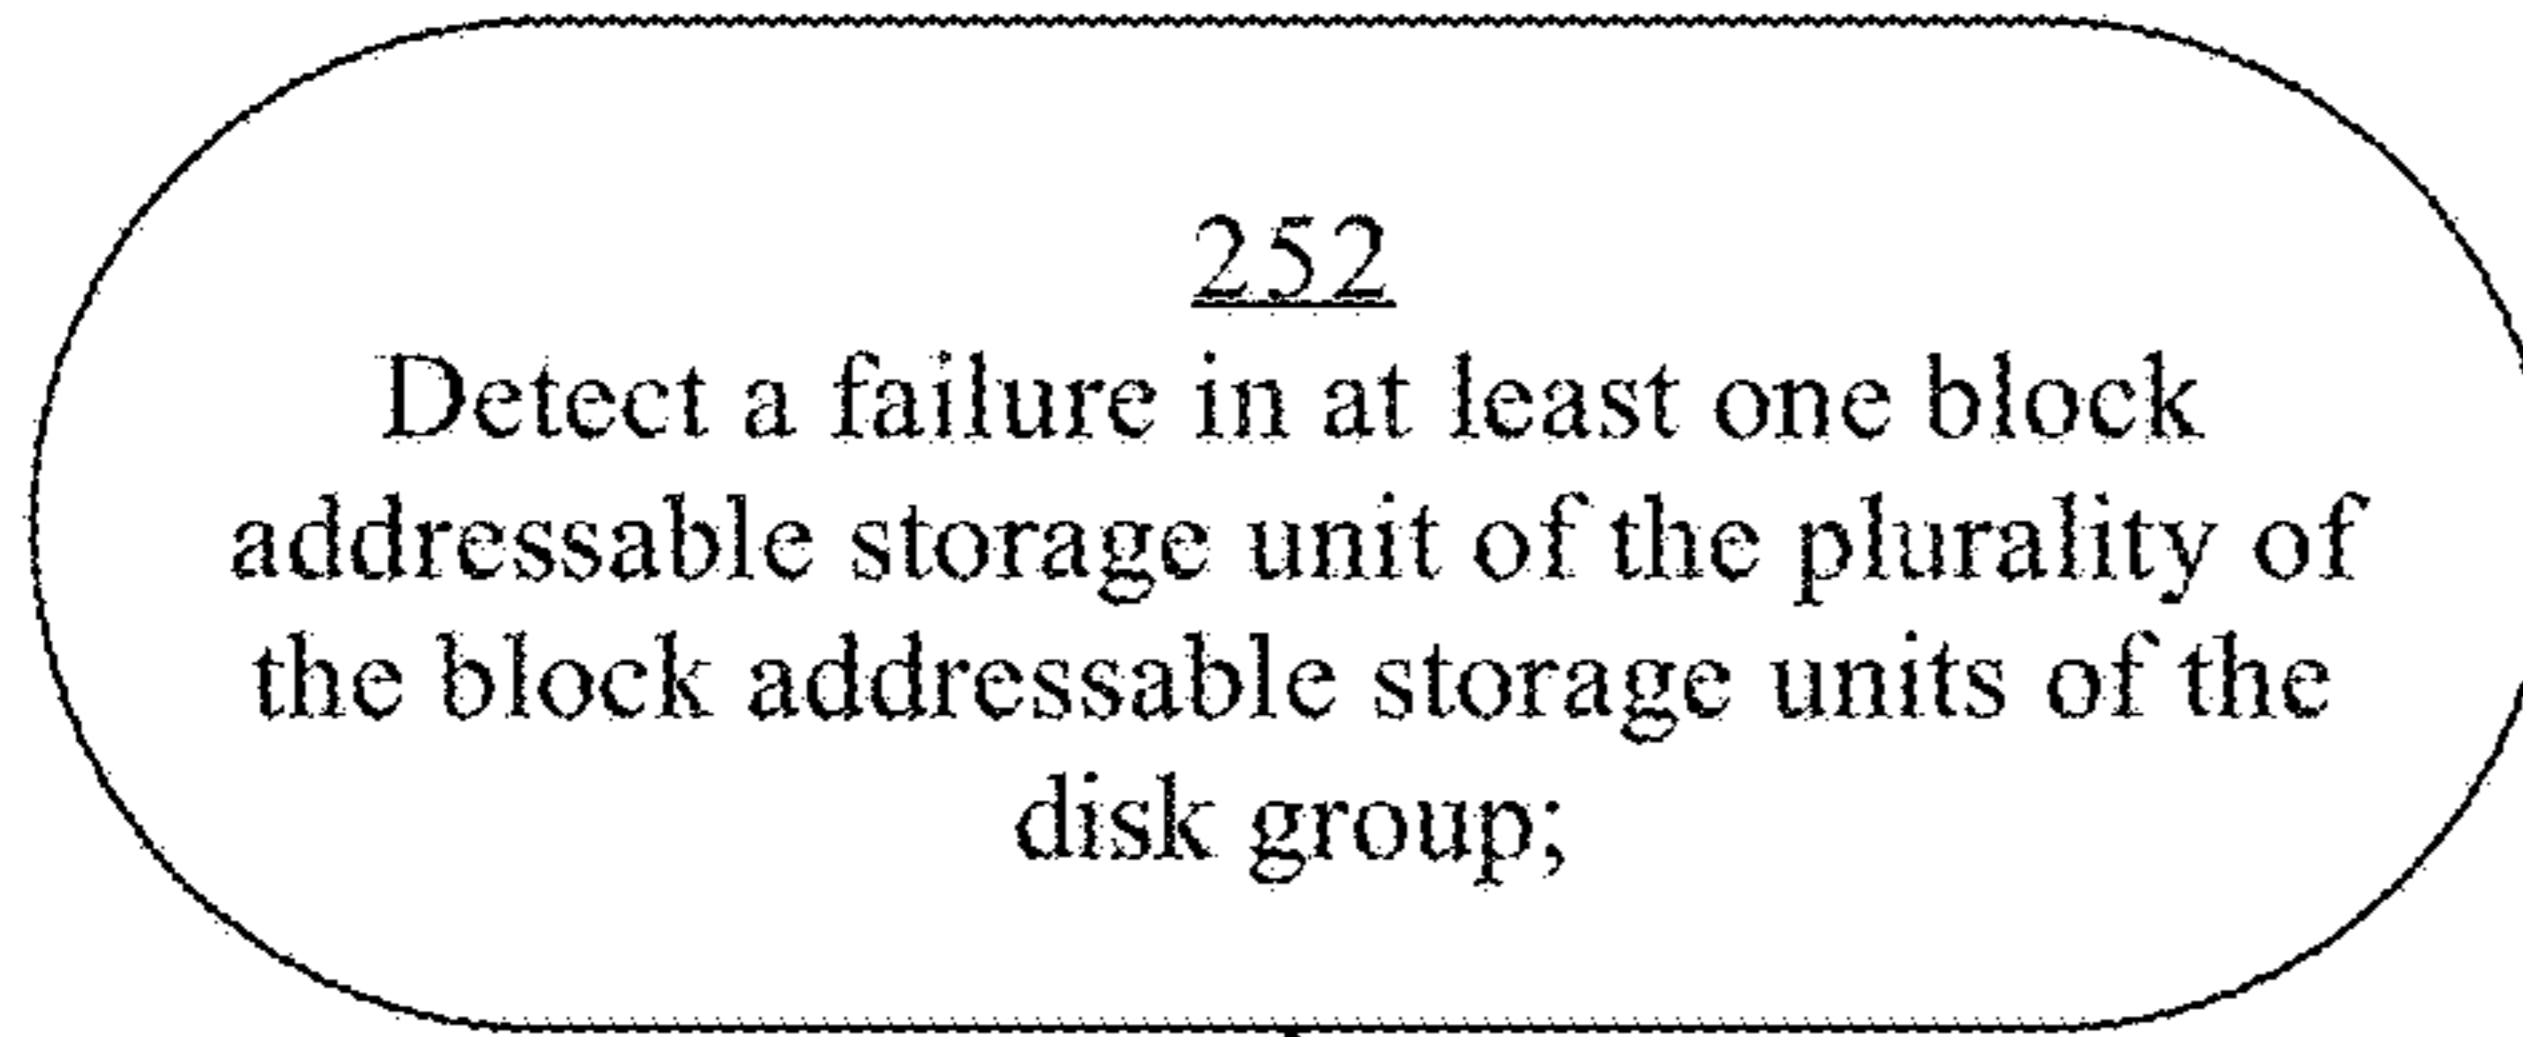 252
Detect a failure in at least one block
addressable storage unit of the plurality of
the block addressable storage units of the
disk group;